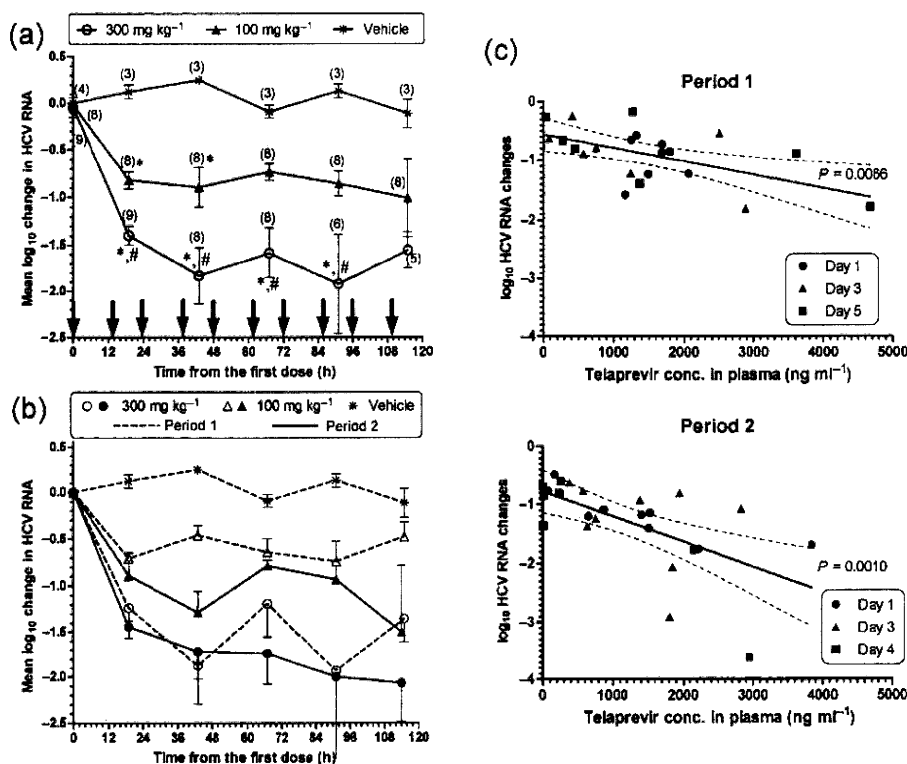 (a)
300 mg kg⁻¹ 100 mg kg⁻¹ Vehicle
Mean log₁₀ change in HCV RNA
0.5
0.0
−0.5
−1.0
−1.5
−2.0
−2.5
(4)
(8)
9)
(3)
(3)
(3)
(3)
(3)
(8)*
(8)*
(8)
(8)
(8)
(9)
*,#
(8)
*,#
(8)
*,#
(6)
*,#
(5)
0 12 24 36 48 60 72 84 96 108 120
Time from the first dose (h)
(b)
300 mg kg⁻¹ 100 mg kg⁻¹ Vehicle
Period 1 Period 2
Mean log₁₀ change in HCV RNA
0.5
0.0
−0.5
−1.0
−1.5
−2.0
−2.5
0 12 24 36 48 60 72 84 96 108 120
Time from the first dose (h)
(c)
Period 1
log₁₀ HCV RNA changes
0
−1
−2
−3
−4
P = 0.0066
Day 1
Day 3
Day 5
0 1000 2000 3000 4000 5000
Telaprevir conc. in plasma (ng ml⁻¹)
Period 2
log₁₀ HCV RNA changes
0
−1
−2
−3
−4
P = 0.0010
Day 1
Day 3
Day 4
0 1000 2000 3000 4000 5000
Telaprevir conc. in plasma (ng ml⁻¹)